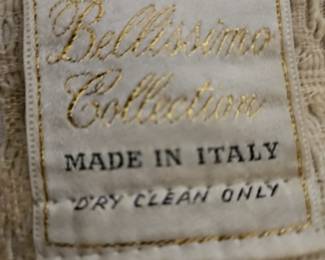 Bellissimo
Collection
MADE IN ITALY
DRY CLEAN ONLY